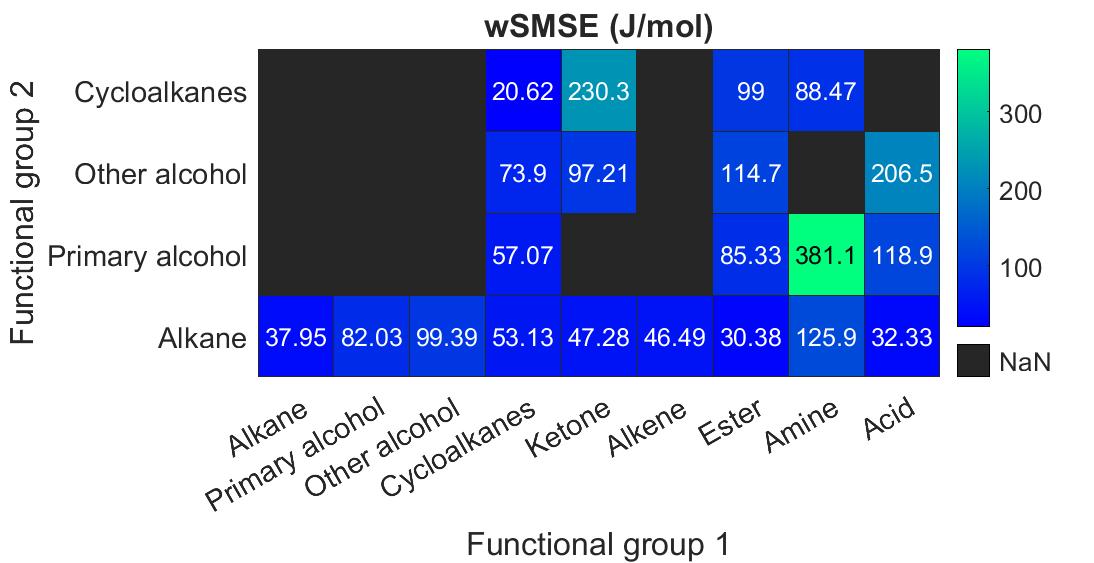 wSMSE (J/mol)
Functional group 2
Cycloalkanes 20.62 230.3 99 88.47
Other alcohol 73.9 97.21 114.7 206.5
Primary alcohol 57.07 85.33 381.1 118.9
Alkane 37.95 82.03 99.39 53.13 47.28 46.49 30.38 125.9 32.33
300
200
100
NaN
Alkane
Primary alcohol
Other alcohol
Cycloalkanes
Ketone
Alkene
Ester
Amine
Acid
Functional group 1